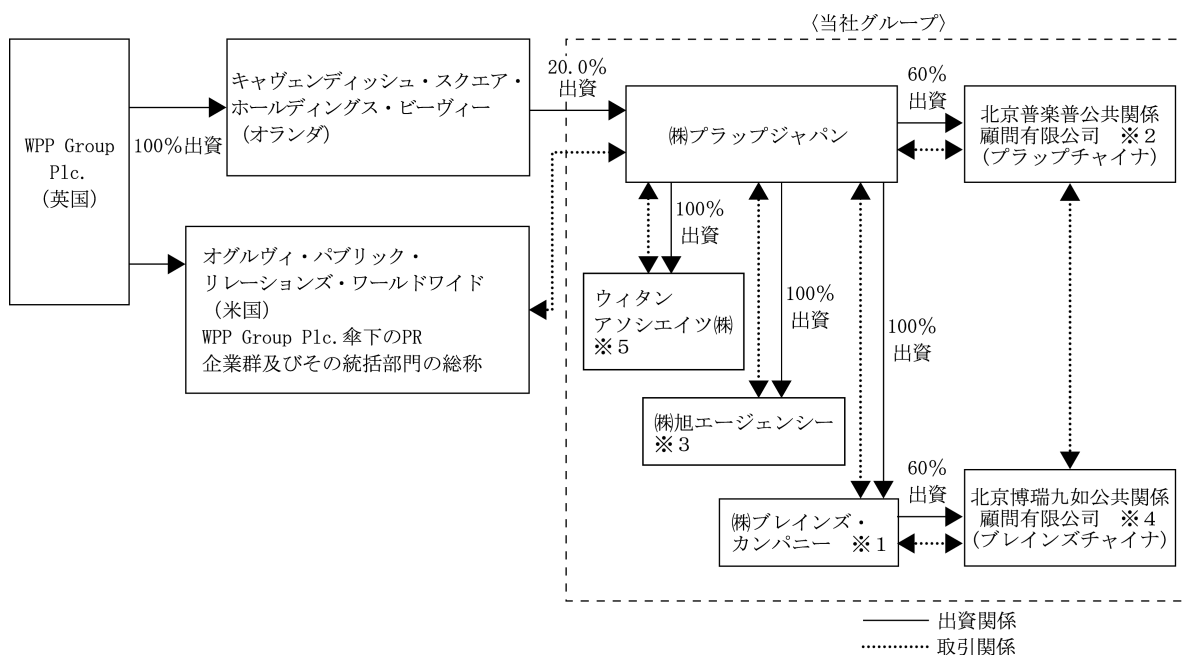 〈当社グループ〉
WPP Group
Plc.
(英国)
100%出資
キャヴェンディッシュ・スクエア・
ホールディングス・ビーヴィー
(オランダ)
20.0%
出資
㈱プラップジャパン
60%
出資
北京普楽普公共関係
顧問有限公司 ※2
(プラップチャイナ)
オグルヴィ・パブリック・
リレーションズ・ワールドワイド
(米国)
WPP Group Plc.傘下のPR
企業群及びその統括部門の総称
100%
出資
ウィタン
アソシエイツ㈱
※5
100%
出資
㈱旭エージェンシー
※3
100%
出資
㈱ブレインズ・
カンパニー ※1
60%
出資
北京博瑞九如公共関係
顧問有限公司 ※4
(ブレインズチャイナ)
出資関係
取引関係